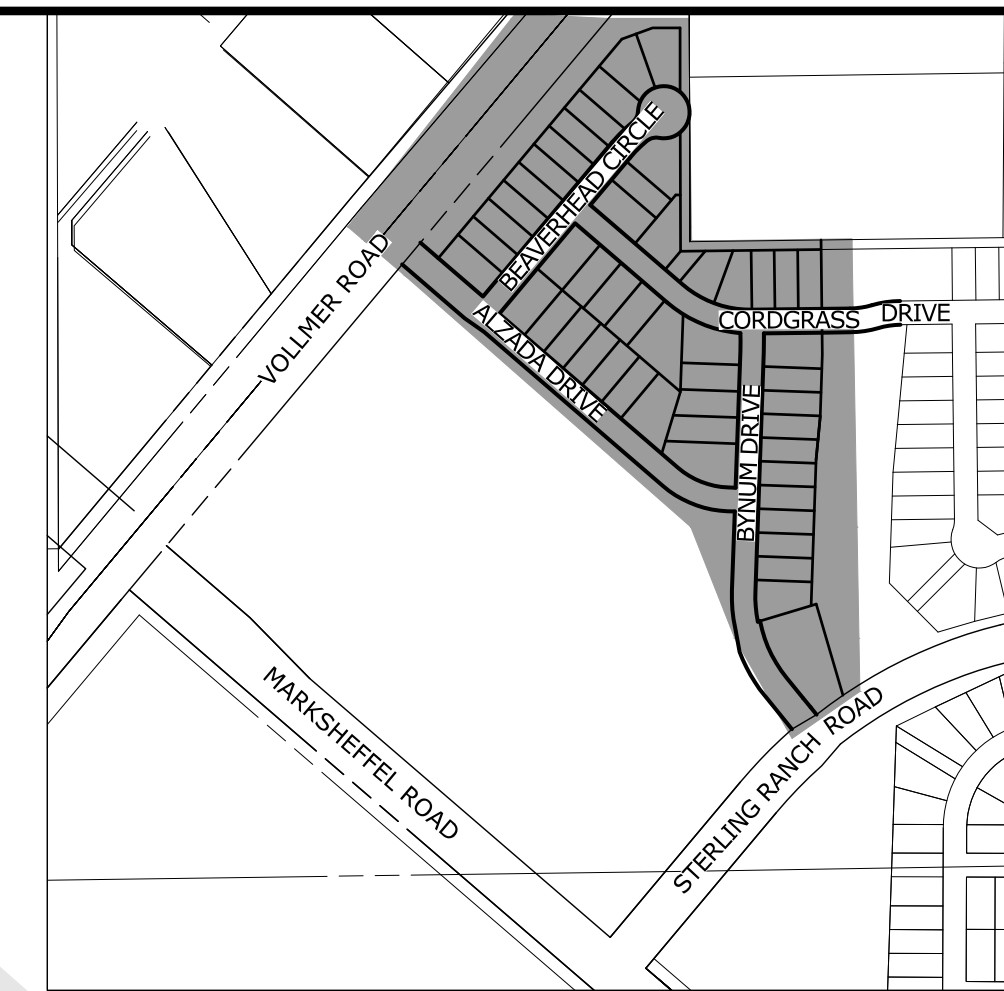 BEAVERHEAD CIRCLE
VOLLMER ROAD
ALZADA DRIVE
CORDGRASS DRIVE
BYNUM DRIVE
MARKSHEFFEL ROAD
STERLING RANCH ROAD